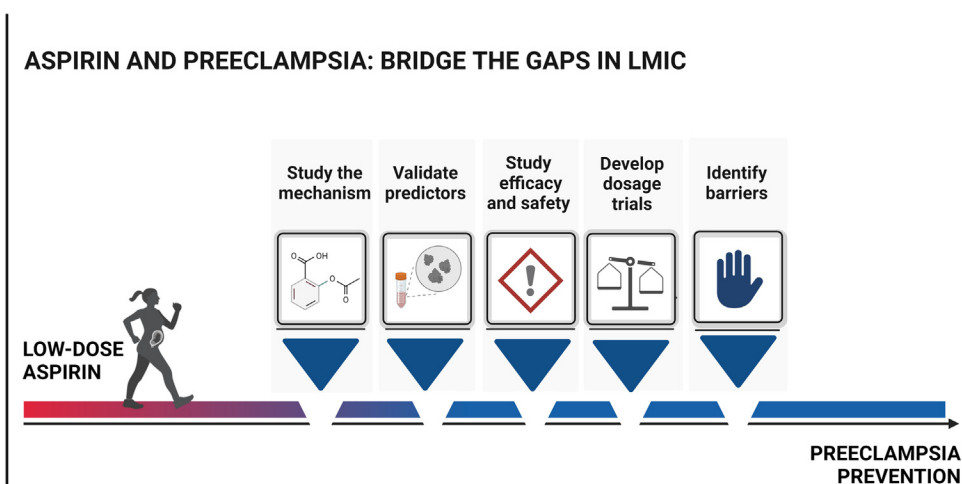 ASPIRIN AND PREECLAMPSIA: BRIDGE THE GAPS IN LMIC
Study the
mechanism
Validate
predictors
Study
efficacy
and safety
Develop
dosage
trials
Identify
barriers
O
OH
O
O
!
LOW-DOSE
ASPIRIN
PREECLAMPSIA
PREVENTION